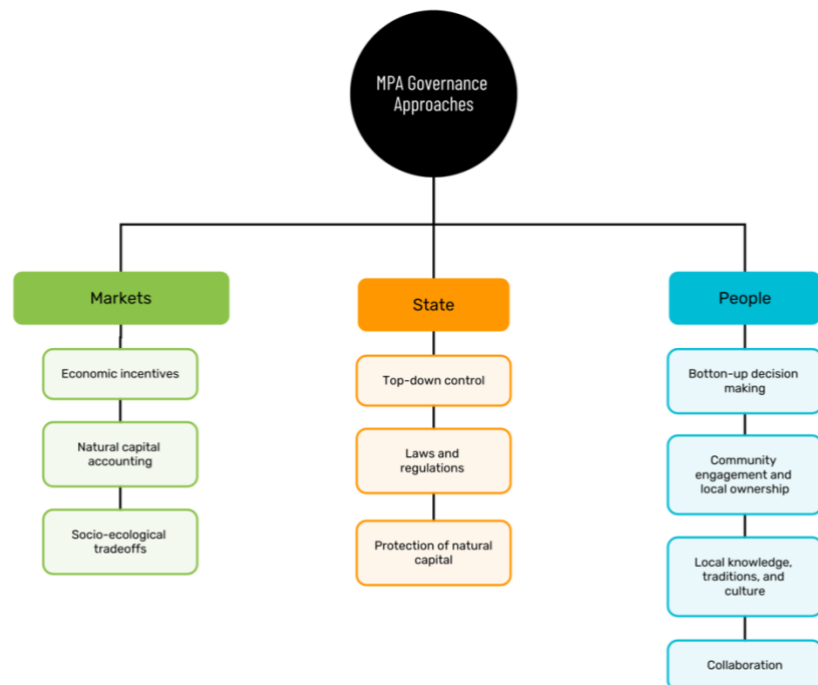 MPA Governance
Approaches
Markets
Economic incentives
Natural capital
accounting
Socio-ecological
tradeoffs
State
Top-down control
Laws and
regulations
Protection of natural
capital
People
Botton-up decision
making
Community
engagement and
local ownership
Local knowledge,
traditions, and
culture
Collaboration